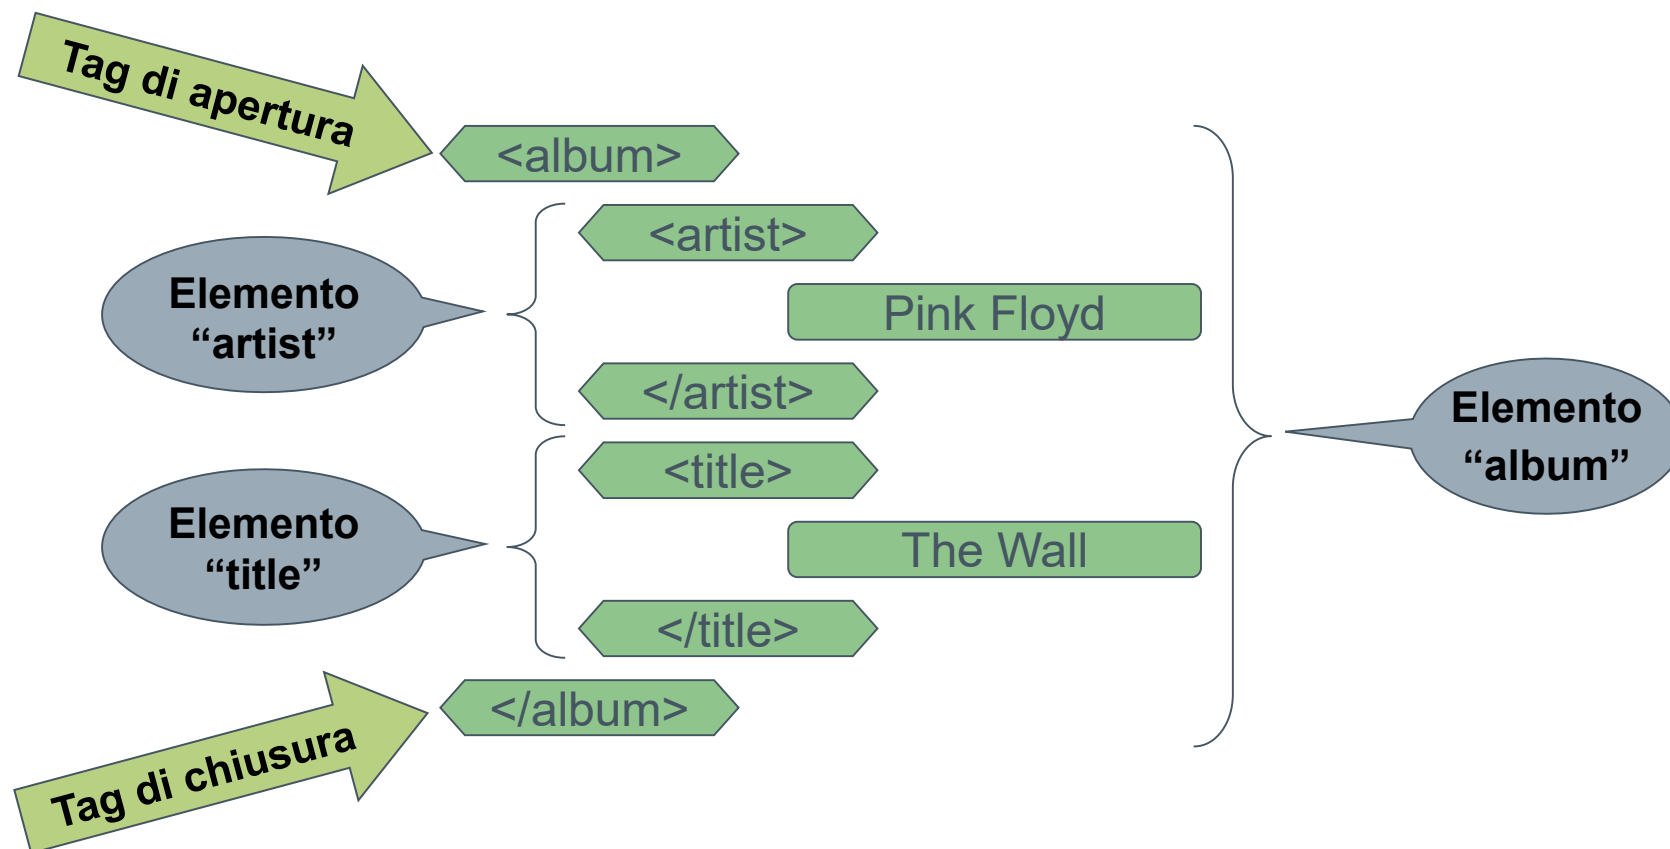 Tag di apertura
<album>
<artist>
Elemento
“artist”
Pink Floyd
</artist>
<title>
Elemento
“title”
The Wall
</title>
</album>
Tag di chiusura
Elemento
“album”